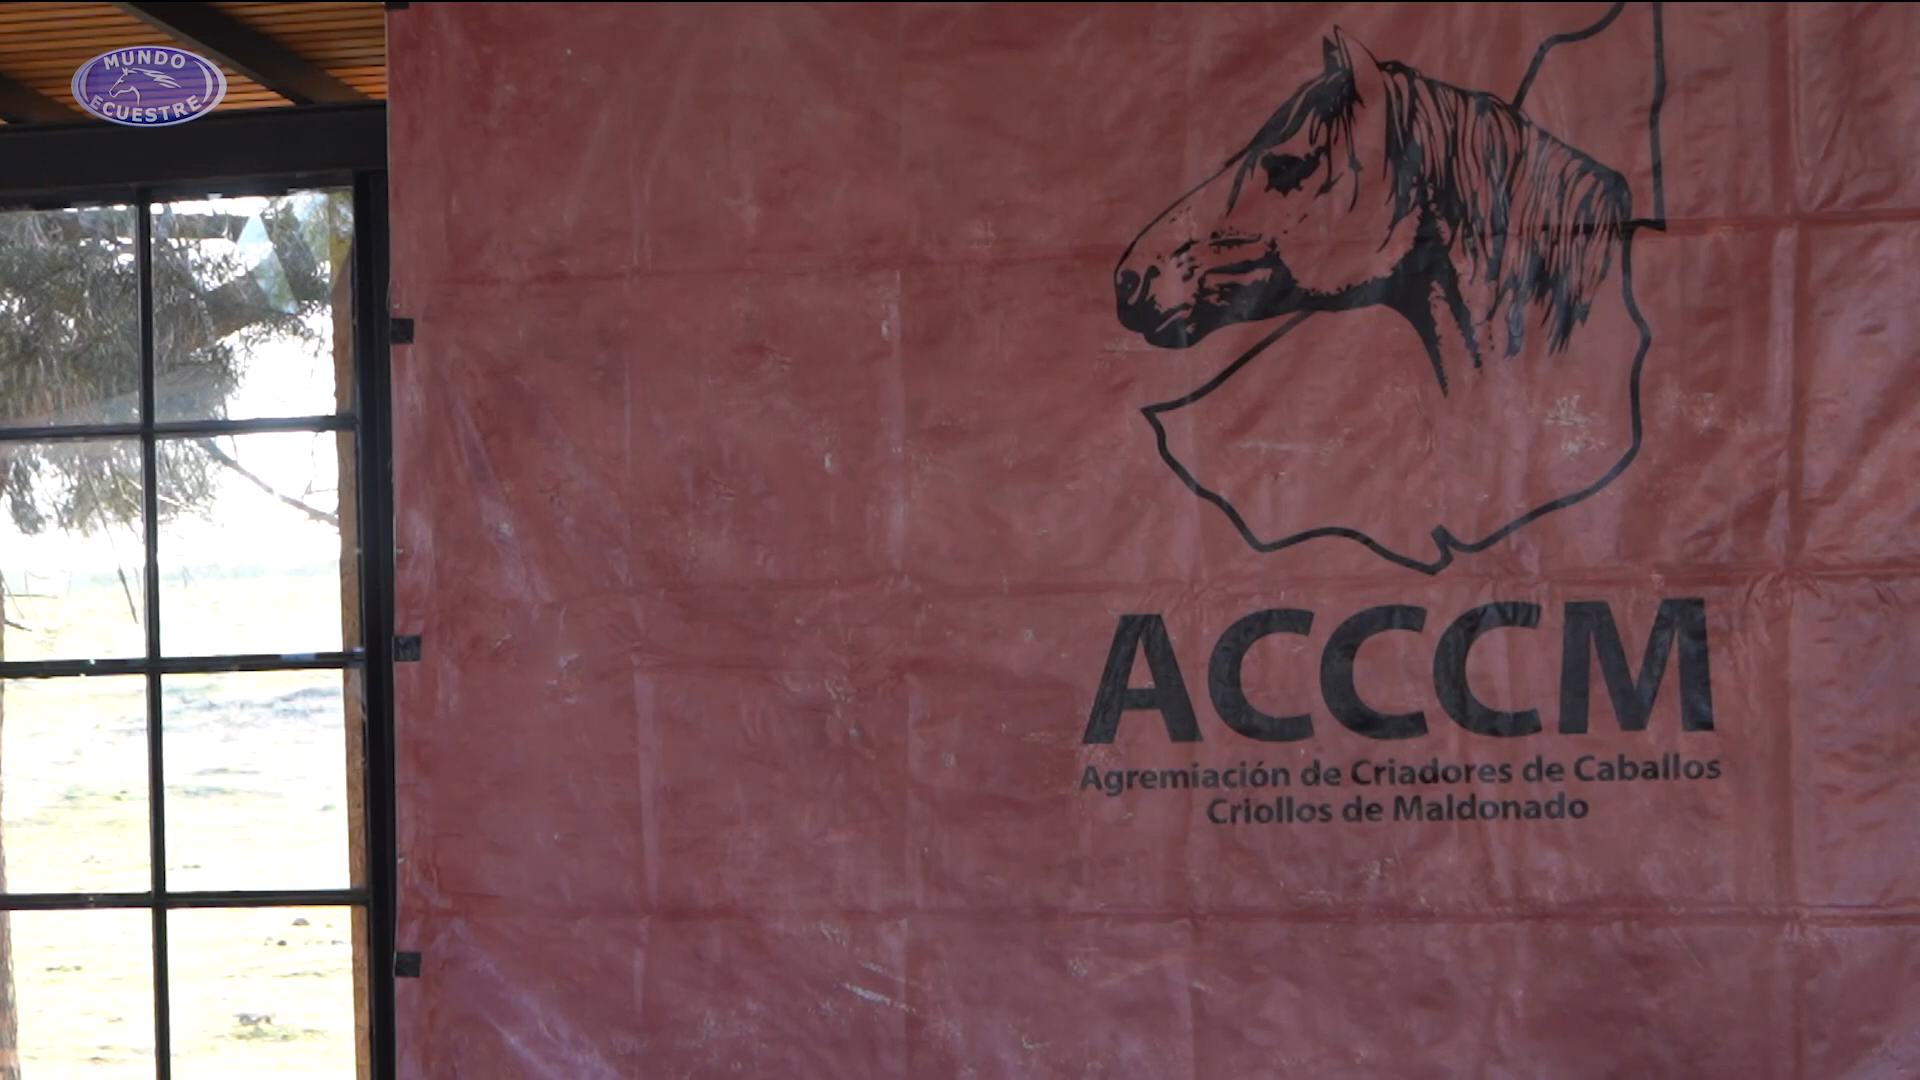 MUNDO
ECUESTRE
ACCCM
Agremiación de Criadores de Caballos
Criollos de Maldonado